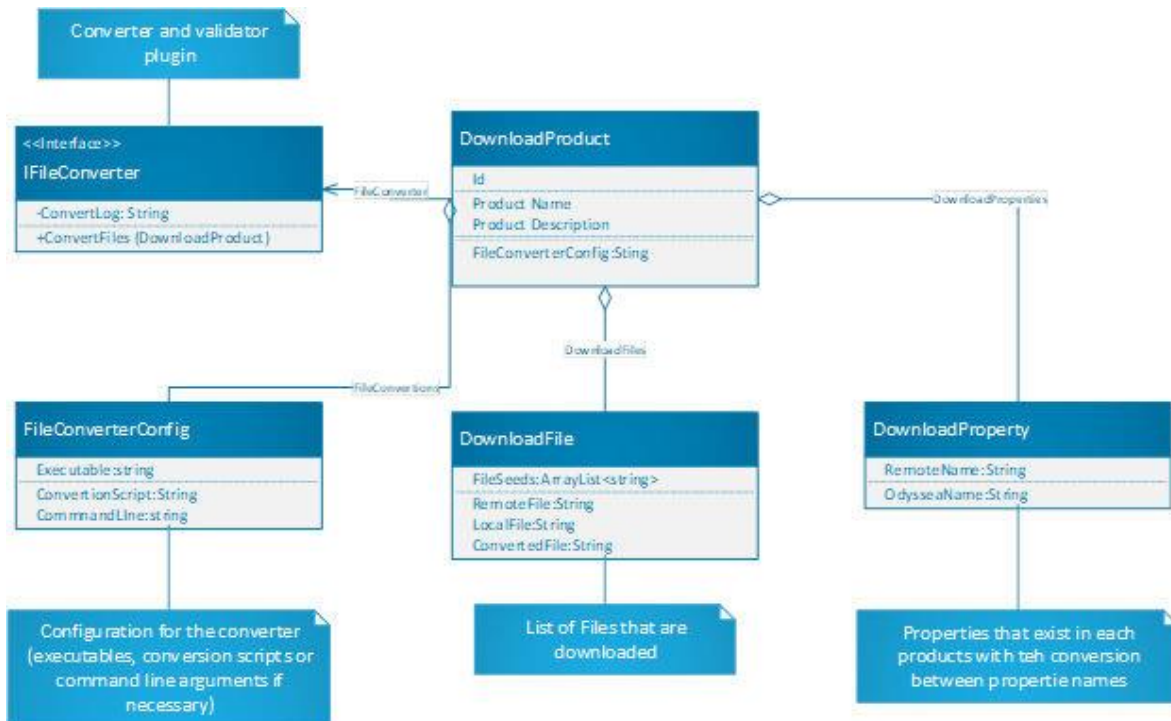 Converter and validator
plugin
<<Interface>>
IFileConverter
-ConvertLog: String
+ConvertFiles (DownloadProduct)
FileConverter
DownloadProduct
Id
Product Name
Product Description
FileConverterConfig:Sting
DownloadProperties
DownloadFiles
FileConvertions
FileConverterConfig
Executable:string
ConvertionScript:String
CommnandLIne:string
DownloadFile
FileSeeds:ArrayList<string>
RemoteFile:String
LocalFile:String
ConvertedFile:String
DownloadProperty
RemoteName:String
OdysseaName:String
Configuration for the converter
(executables, conversion scripts or
command line arguments if
necessary)
List of Files that are
downloaded
Properties that exist in each
products with teh conversion
between propertie names